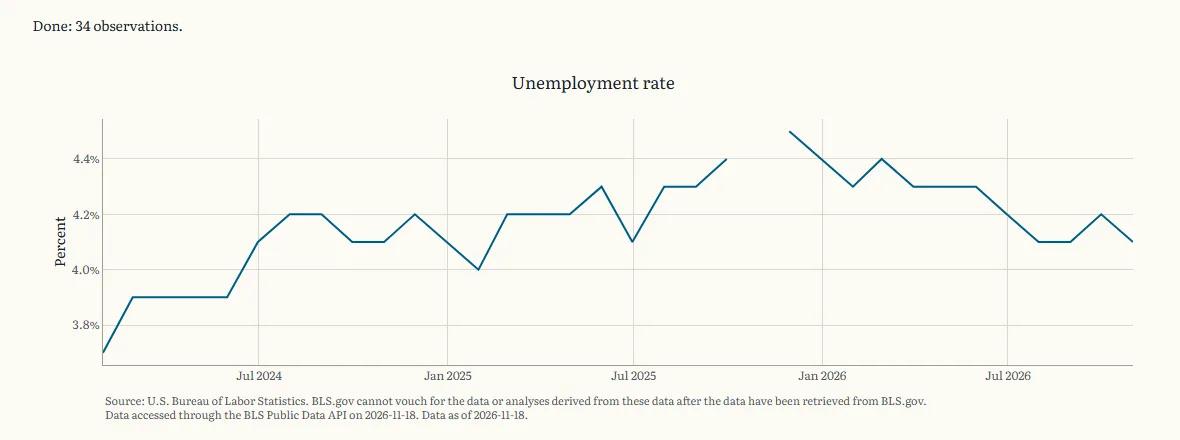 Done: 34 observations.
Unemployment rate
4.4%
4.2%
4.0%
3.8%
Percent
Jul 2024
Jan 2025
Jul 2025
Jan 2026
Jul 2026
Source: U.S. Bureau of Labor Statistics. BLS.gov cannot vouch for the data or analyses derived from these data after the data have been retrieved from BLS.gov.
Data accessed through the BLS Public Data API on 2026-11-18. Data as of 2026-11-18.